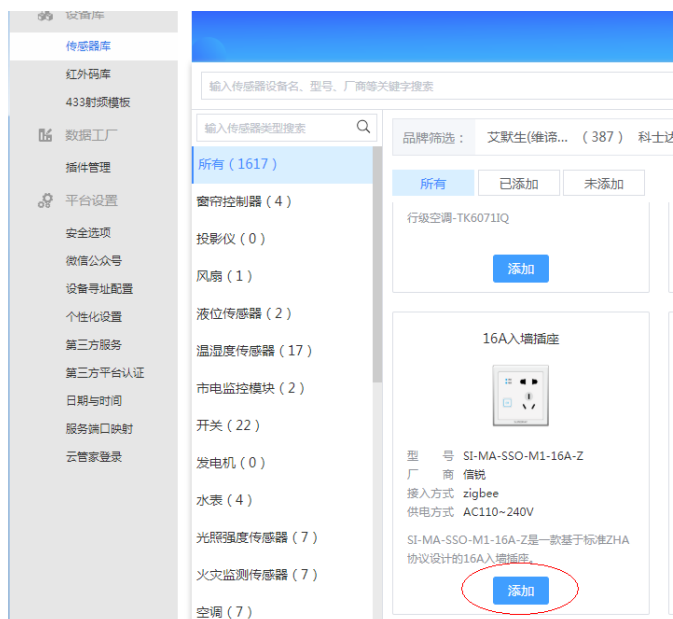 设备库
传感器库
红外码库
433射频模板
数据工厂
插件管理
平台设置
安全选项
微信公众号
设备寻址配置
个性化设置
第三方服务
第三方平台认证
日期与时间
服务端口映射
云管家登录
输入传感器设备名、型号、厂商等关键字搜索
输入传感器类型搜索
所有（1617）
窗帘控制器（4）
投影仪（0）
风扇（1）
液位传感器（2）
温湿度传感器（17）
市电监控模块（2）
开关（22）
发电机（0）
水表（4）
光照强度传感器（7）
火灾监测传感器（7）
空调（7）
品牌筛选： 艾默生(维谛... （387） 科士达
所有 已添加 未添加
行级空调-TK6071IQ
添加
16A入墙插座
型 号 SI-MA-SSO-M1-16A-Z
厂 商 信锐
接入方式 zigbee
供电方式 AC110~240V
SI-MA-SSO-M1-16A-Z是一款基于标准ZHA
协议设计的16A入墙插座。
添加